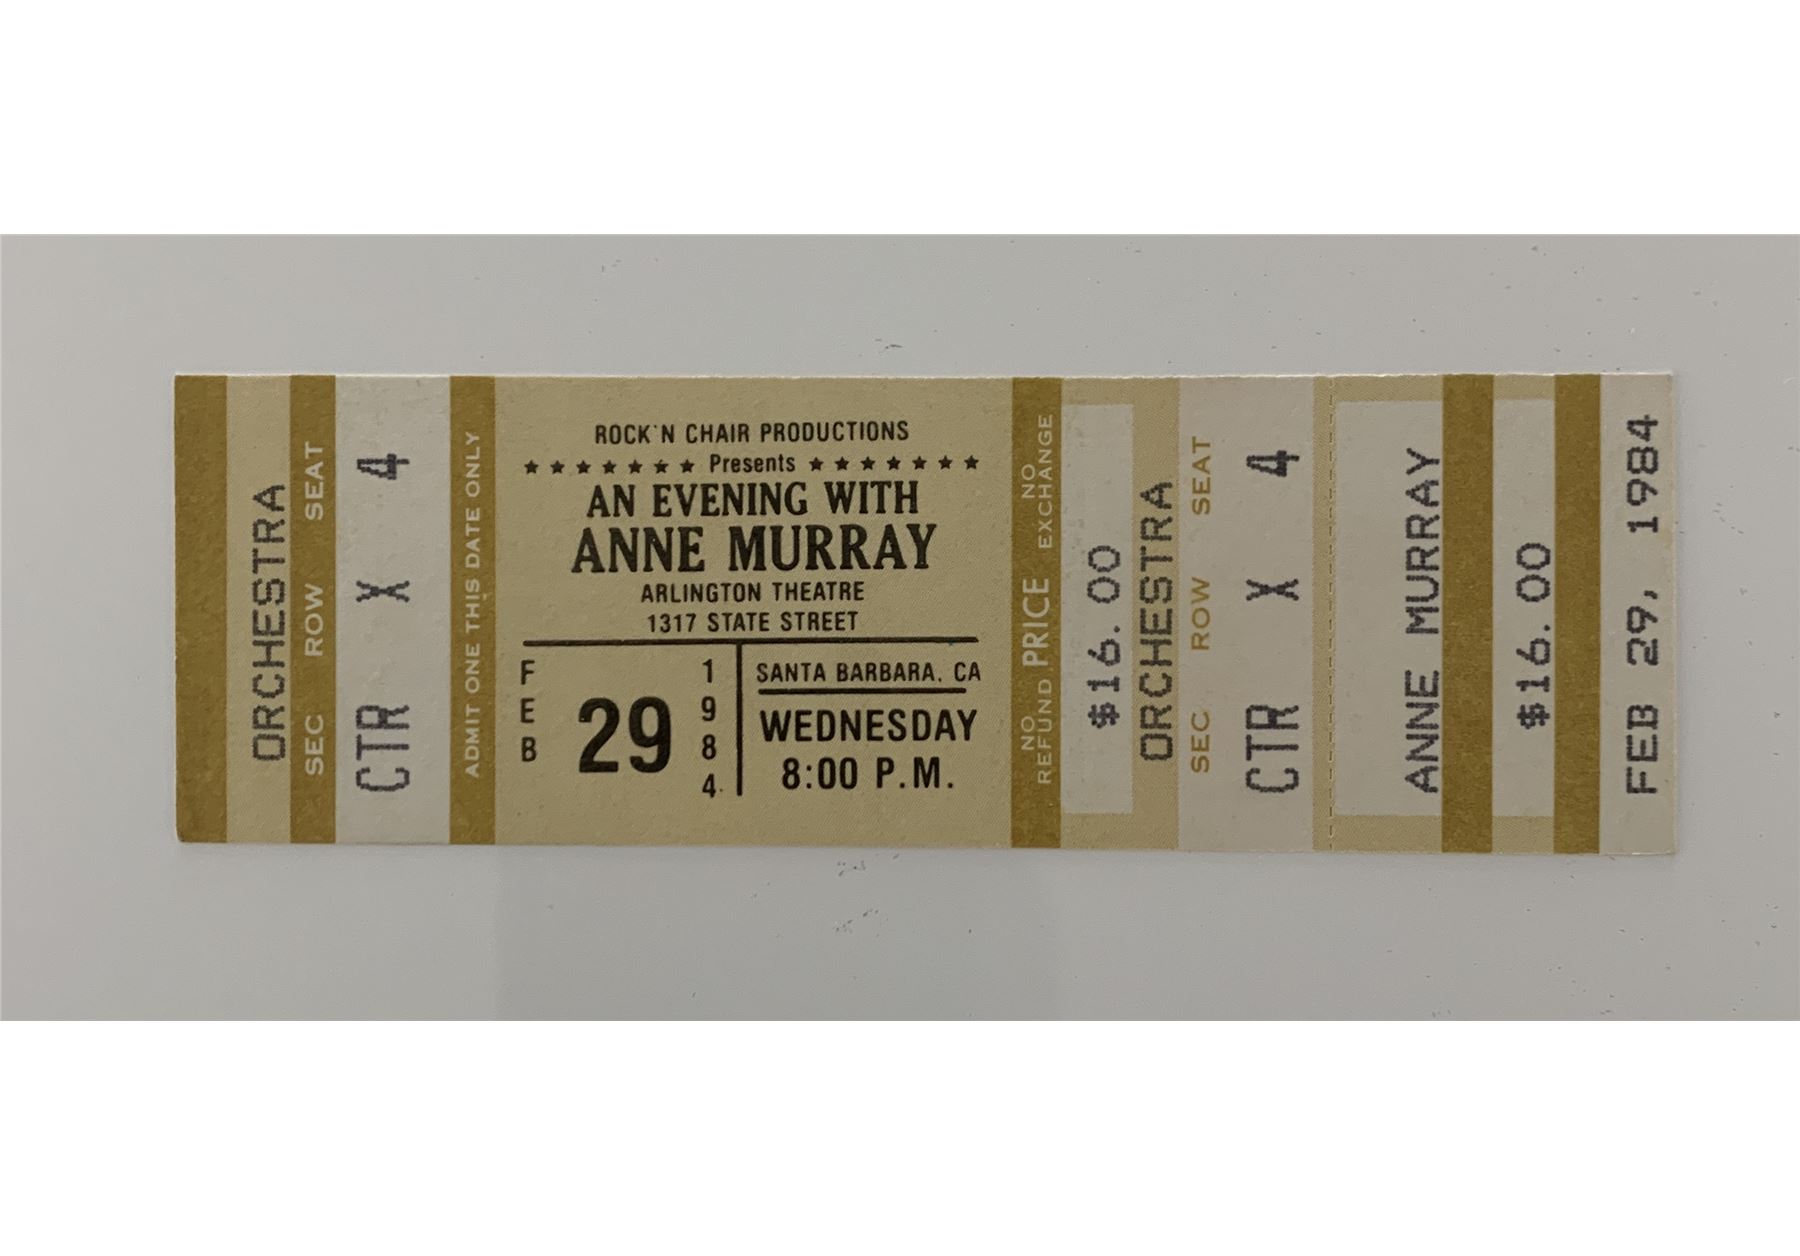 ORCHESTRA
SEC ROW SEAT
CTR X 4
ADMIT ONE THIS DATE ONLY
ROCK'N CHAIR PRODUCTIONS
★★★★★★★ Presents ★★★★★★★
AN EVENING WITH
ANNE MURRAY
ARLINGTON THEATRE
1317 STATE STREET
FEB 29 1984
SANTA BARBARA, CA
WEDNESDAY
8:00 P.M.
NO REFUND PRICE NO EXCHANGE
$16.00
ORCHESTRA
SEC ROW SEAT
CTR X 4
ANNE MURRAY
$16.00
FEB 29, 1984